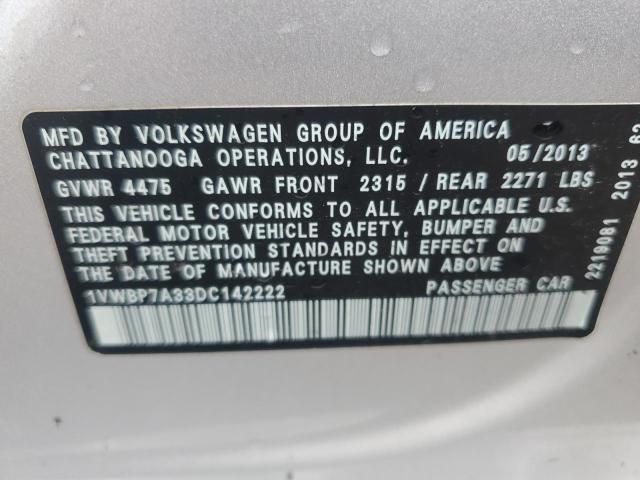 MFD BY VOLKSWAGEN GROUP OF AMERICA
CHATTANOOGA OPERATIONS, LLC. 05/2013
GVWR 4475 GAWR FRONT 2315 / REAR 2271 LBS
THIS VEHICLE CONFORMS TO ALL APPLICABLE U.S.
FEDERAL MOTOR VEHICLE SAFETY, BUMPER AND
THEFT PREVENTION STANDARDS IN EFFECT ON
THE DATE OF MANUFACTURE SHOWN ABOVE
1VWBP7A33DC142222 PASSENGER CAR
2219081 2013